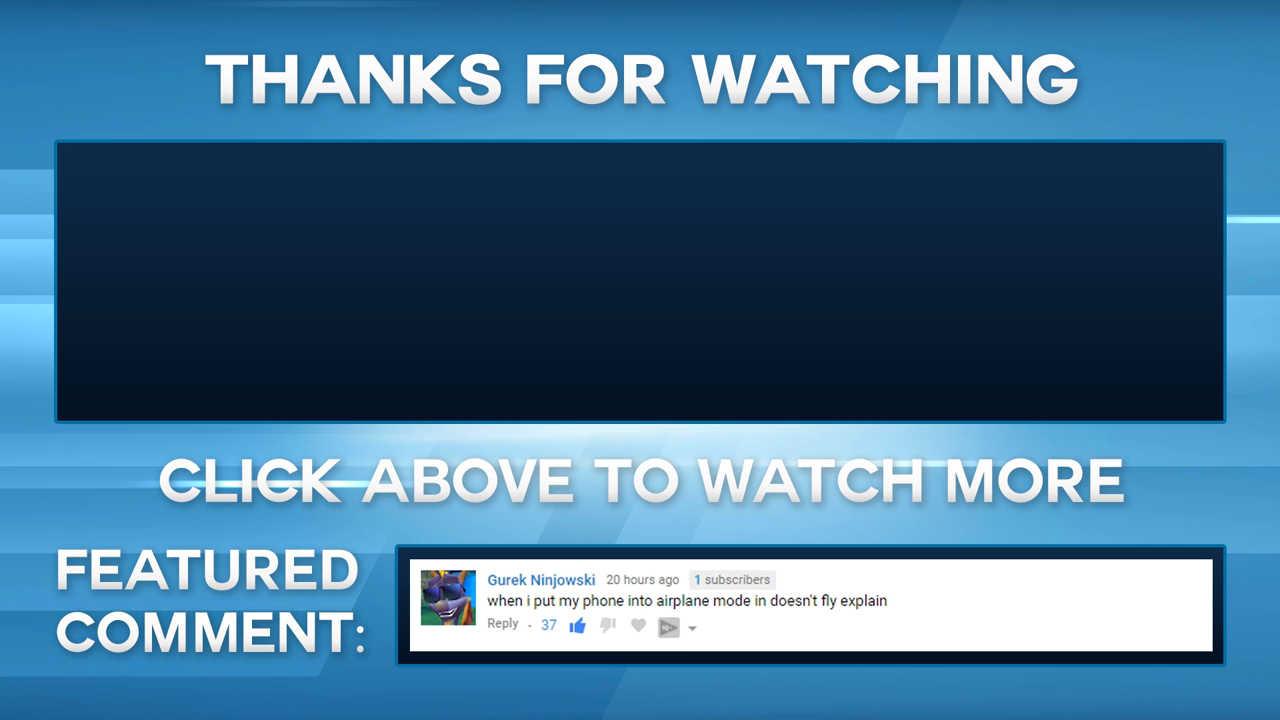 THANKS FOR WATCHING
CLICK ABOVE TO WATCH MORE
FEATURED
COMMENT:
Gurek Ninjowski 20 hours ago 1 subscribers
when i put my phone into airplane mode in doesn't fly explain
Reply · 37